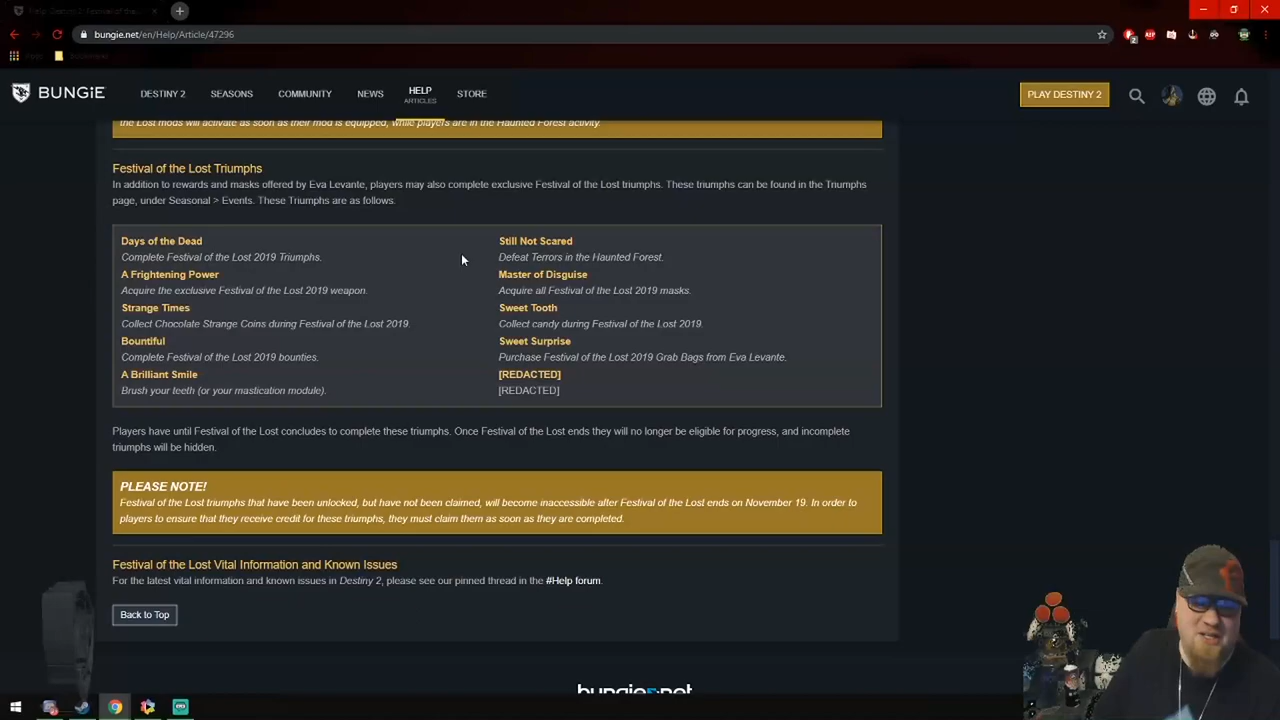 bungie.net/en/Help/Article/47296
BUNGiE
DESTINY 2
SEASONS
COMMUNITY
NEWS
HELP
ARTICLES
STORE
PLAY DESTINY 2
the Lost mods will activate as soon as their mod is equipped, while players are in the Haunted Forest activity.
Festival of the Lost Triumphs
In addition to rewards and masks offered by Eva Levante, players may also complete exclusive Festival of the Lost triumphs. These triumphs can be found in the Triumphs
page, under Seasonal > Events. These Triumphs are as follows.
Days of the Dead
Complete Festival of the Lost 2019 Triumphs.
A Frightening Power
Acquire the exclusive Festival of the Lost 2019 weapon.
Strange Times
Collect Chocolate Strange Coins during Festival of the Lost 2019.
Bountiful
Complete Festival of the Lost 2019 bounties.
A Brilliant Smile
Brush your teeth (or your mastication module).
Still Not Scared
Defeat Terrors in the Haunted Forest.
Master of Disguise
Acquire all Festival of the Lost 2019 masks.
Sweet Tooth
Collect candy during Festival of the Lost 2019.
Sweet Surprise
Purchase Festival of the Lost 2019 Grab Bags from Eva Levante.
[REDACTED]
[REDACTED]
Players have until Festival of the Lost concludes to complete these triumphs. Once Festival of the Lost ends they will no longer be eligible for progress, and incomplete
triumphs will be hidden.
PLEASE NOTE!
Festival of the Lost triumphs that have been unlocked, but have not been claimed, will become inaccessible after Festival of the Lost ends on November 19. In order to
players to ensure that they receive credit for these triumphs, they must claim them as soon as they are completed.
Festival of the Lost Vital Information and Known Issues
For the latest vital information and known issues in Destiny 2, please see our pinned thread in the #Help forum.
Back to Top
bungie.net